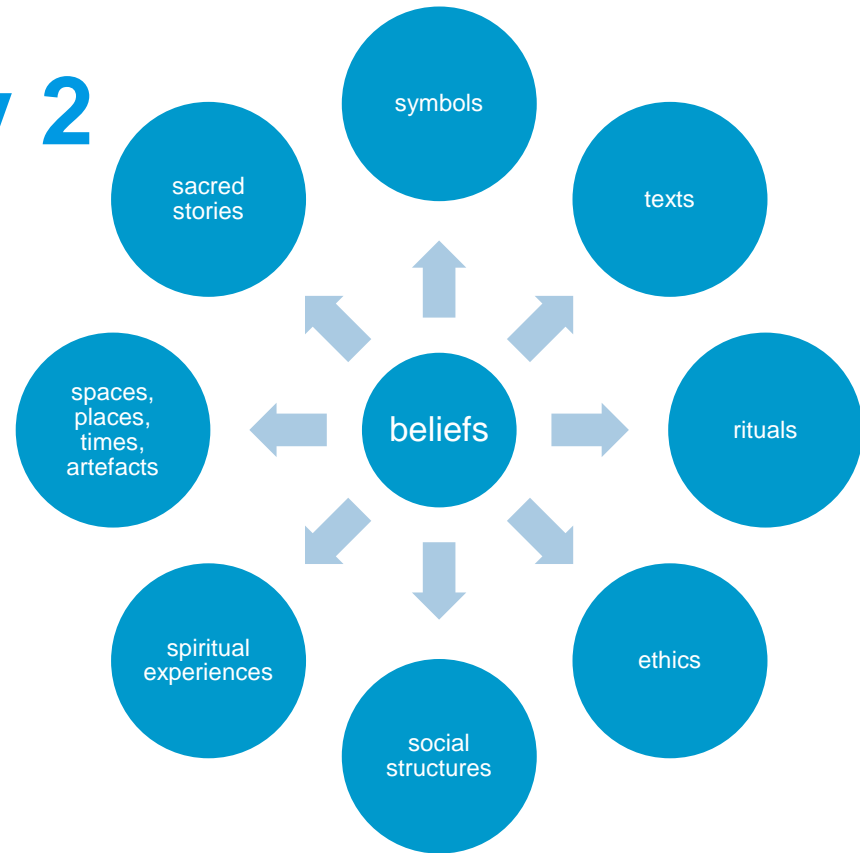 2
symbols
sacred
stories
texts
spaces,
places,
times,
artefacts
beliefs
rituals
spiritual
experiences
ethics
social
structures